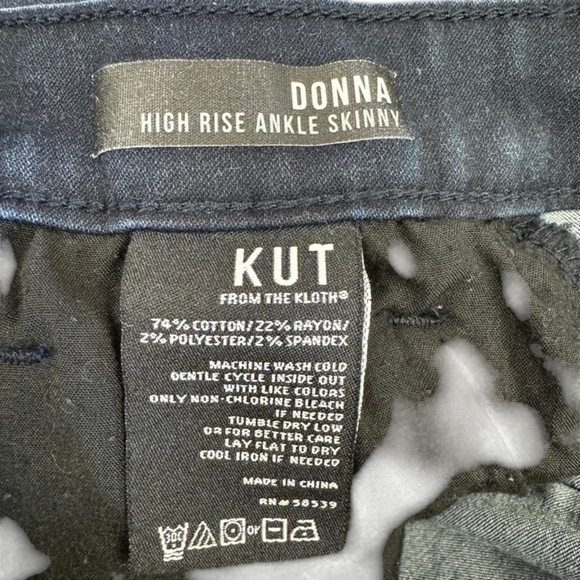 DONNA
HIGH RISE ANKLE SKINNY
KUT
FROM THE KLOTH®
74% COTTON/22% RAYON/
2% POLYESTER/2% SPANDEX
MACHINE WASH COLD
GENTLE CYCLE INSIDE OUT
WITH LIKE COLORS
ONLY NON-CHLORINE BLEACH
IF NEEDED
TUMBLE DRY LOW
OR FOR BETTER CARE
LAY FLAT TO DRY
COOL IRON IF NEEDED
MADE IN CHINA
RN# 58539
30C or